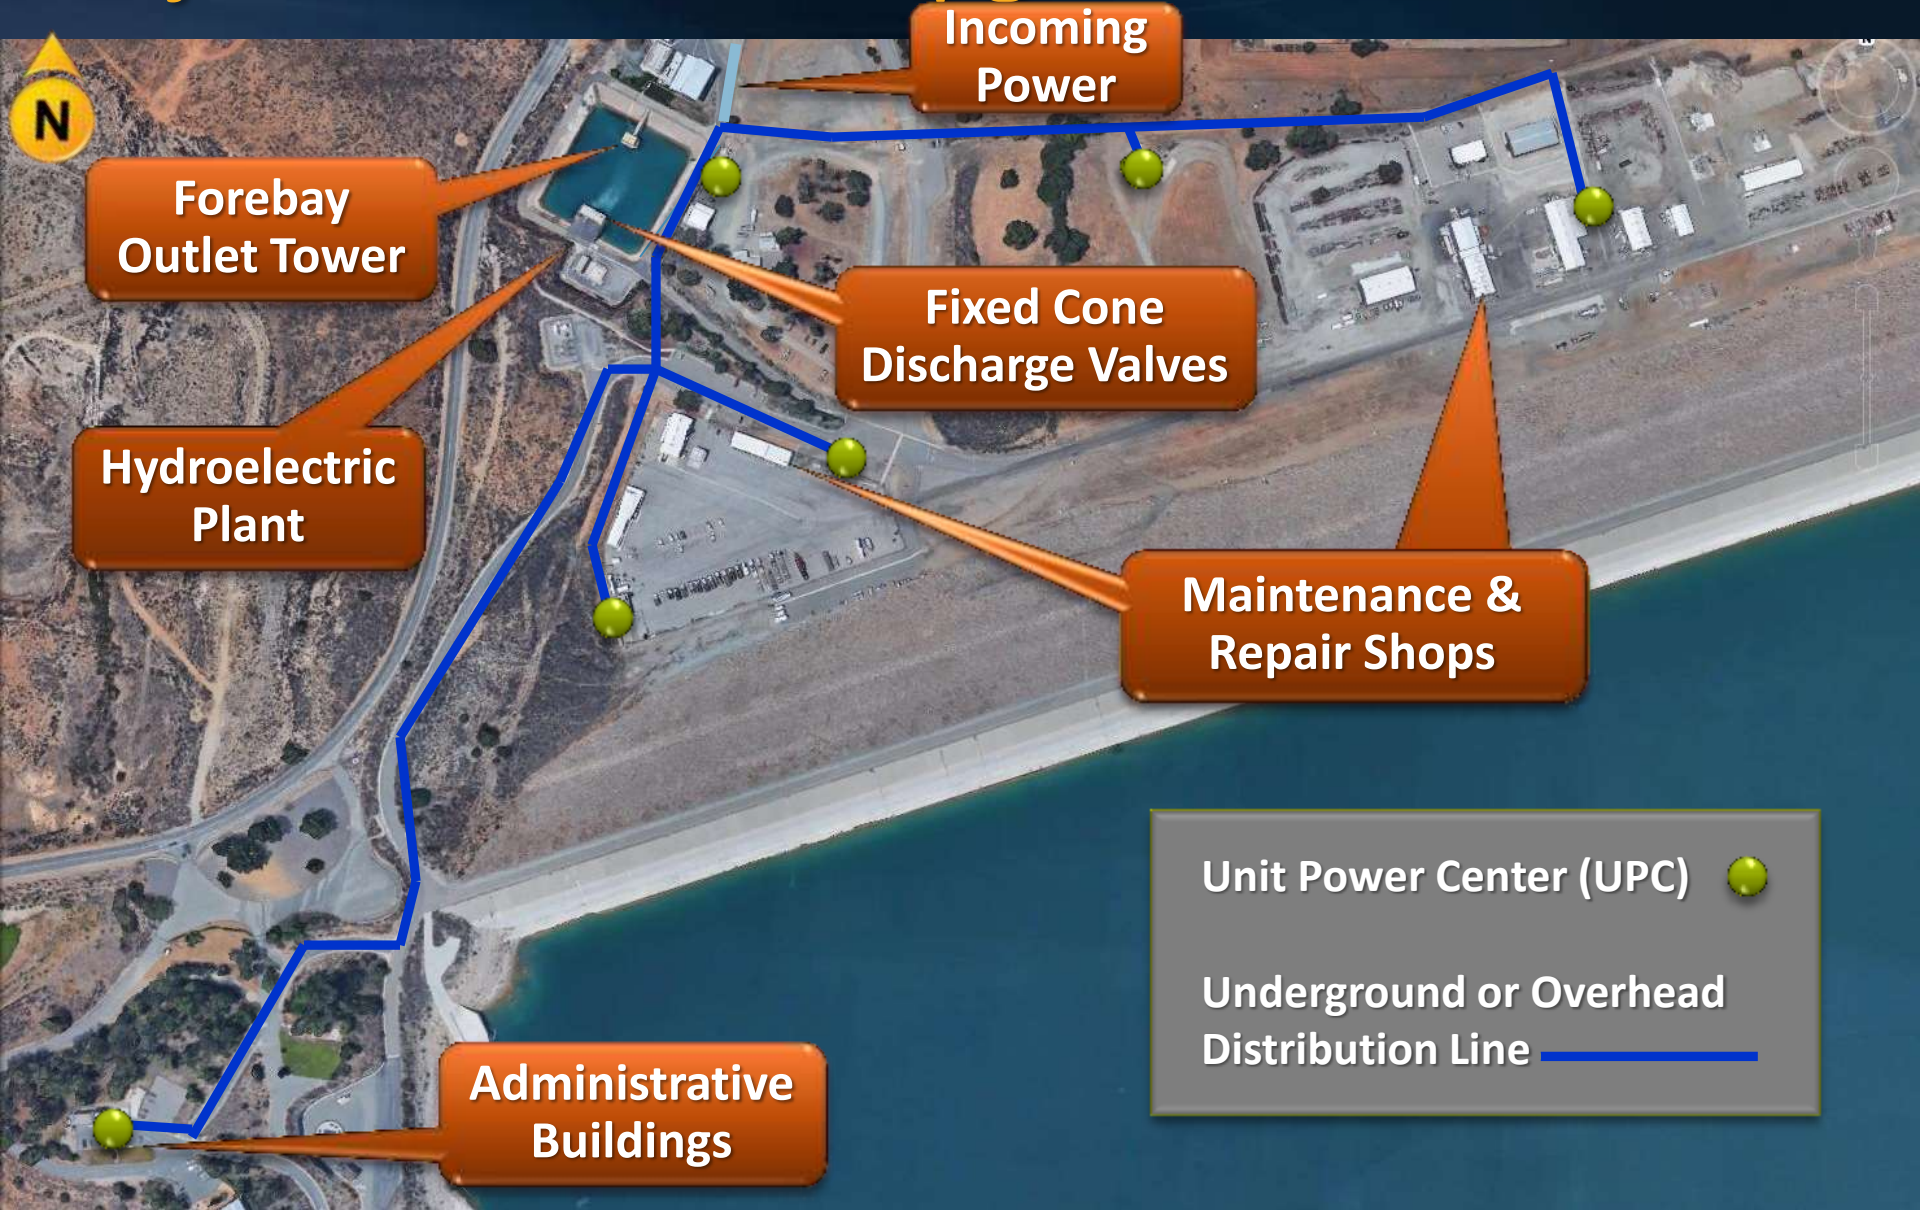 Incoming
Power
N
Forebay
Outlet Tower
Fixed Cone
Discharge Valves
Hydroelectric
Plant
Maintenance &
Repair Shops
Unit Power Center (UPC)
Underground or Overhead
Distribution Line
Administrative
Buildings